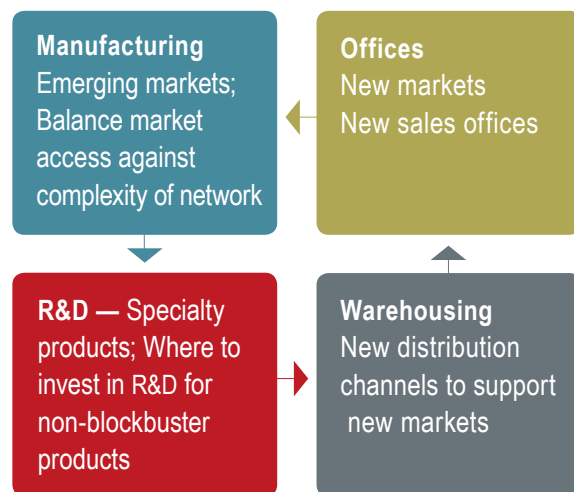 Manufacturing
Emerging markets;
Balance market
access against
complexity of network
Offices
New markets
New sales offices
R&D — Specialty
products; Where to
invest in R&D for
non-blockbuster
products
Warehousing
New distribution
channels to support
new markets